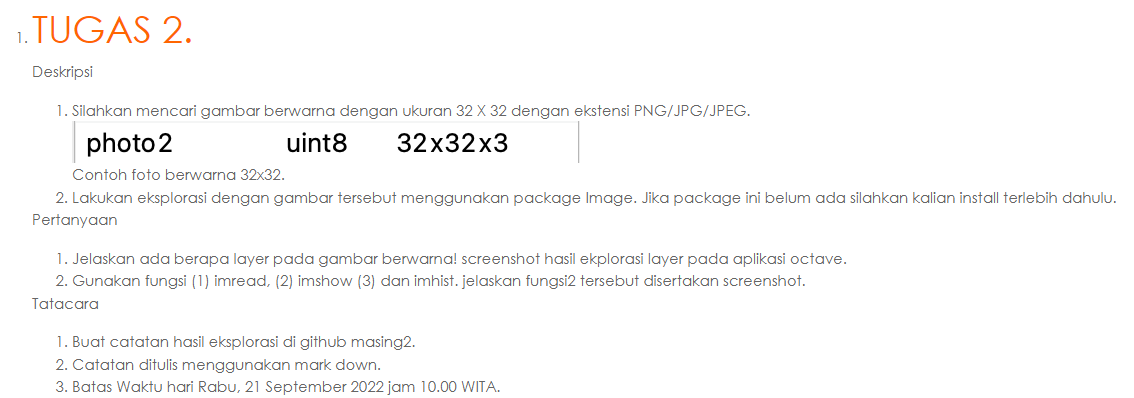 1. TUGAS 2.
Deskripsi
1. Silahkan mencari gambar berwarna dengan ukuran 32 X 32 dengan ekstensi PNG/JPG/JPEG.
photo2 uint8 32x32x3
Contoh foto berwarna 32x32.
2. Lakukan eksplorasi dengan gambar tersebut menggunakan package Image. Jika package ini belum ada silahkan kalian install terlebih dahulu.
Pertanyaan
1. Jelaskan ada berapa layer pada gambar berwarna! screenshot hasil ekplorasi layer pada aplikasi octave.
2. Gunakan fungsi (1) imread, (2) imshow (3) dan imhist. jelaskan fungsi2 tersebut disertakan screenshot.
Tatacara
1. Buat catatan hasil eksplorasi di github masing2.
2. Catatan ditulis menggunakan mark down.
3. Batas Waktu hari Rabu, 21 September 2022 jam 10.00 WITA.